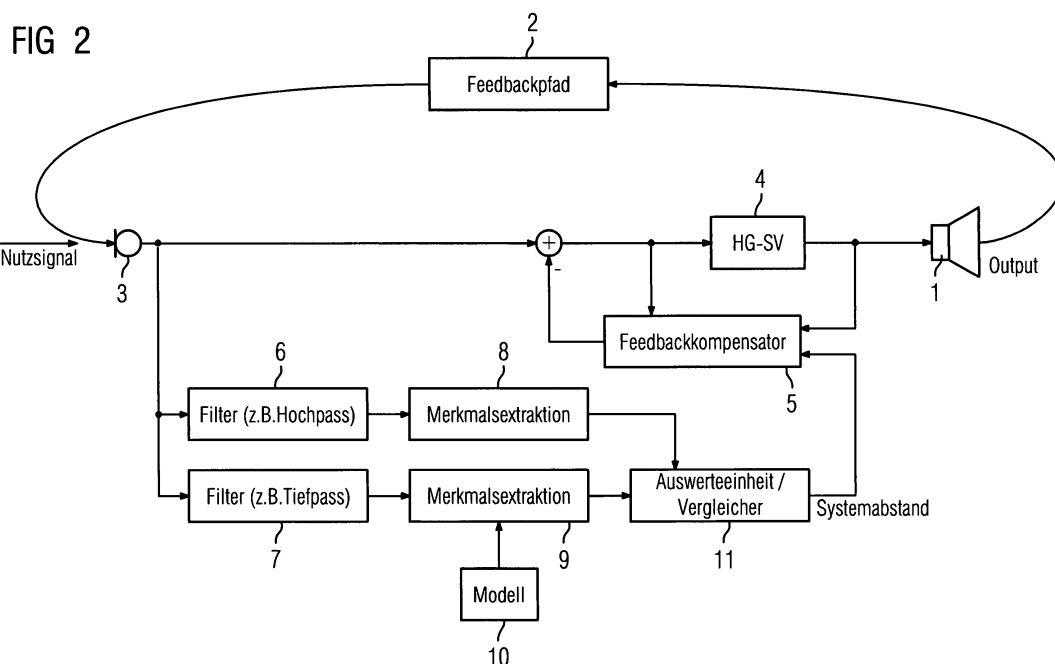 FIG 2
2
Feedbackpfad
4
HG-SV
Nutzsignal
3
+
-
1
Output
Feedbackkompensator
5
6
8
Filter (z.B.Hochpass)
Merkmalsextraktion
Filter (z.B.Tiefpass)
Merkmalsextraktion
Auswerteeinheit /
Vergleicher
Systemabstand
7
9
11
Modell
10